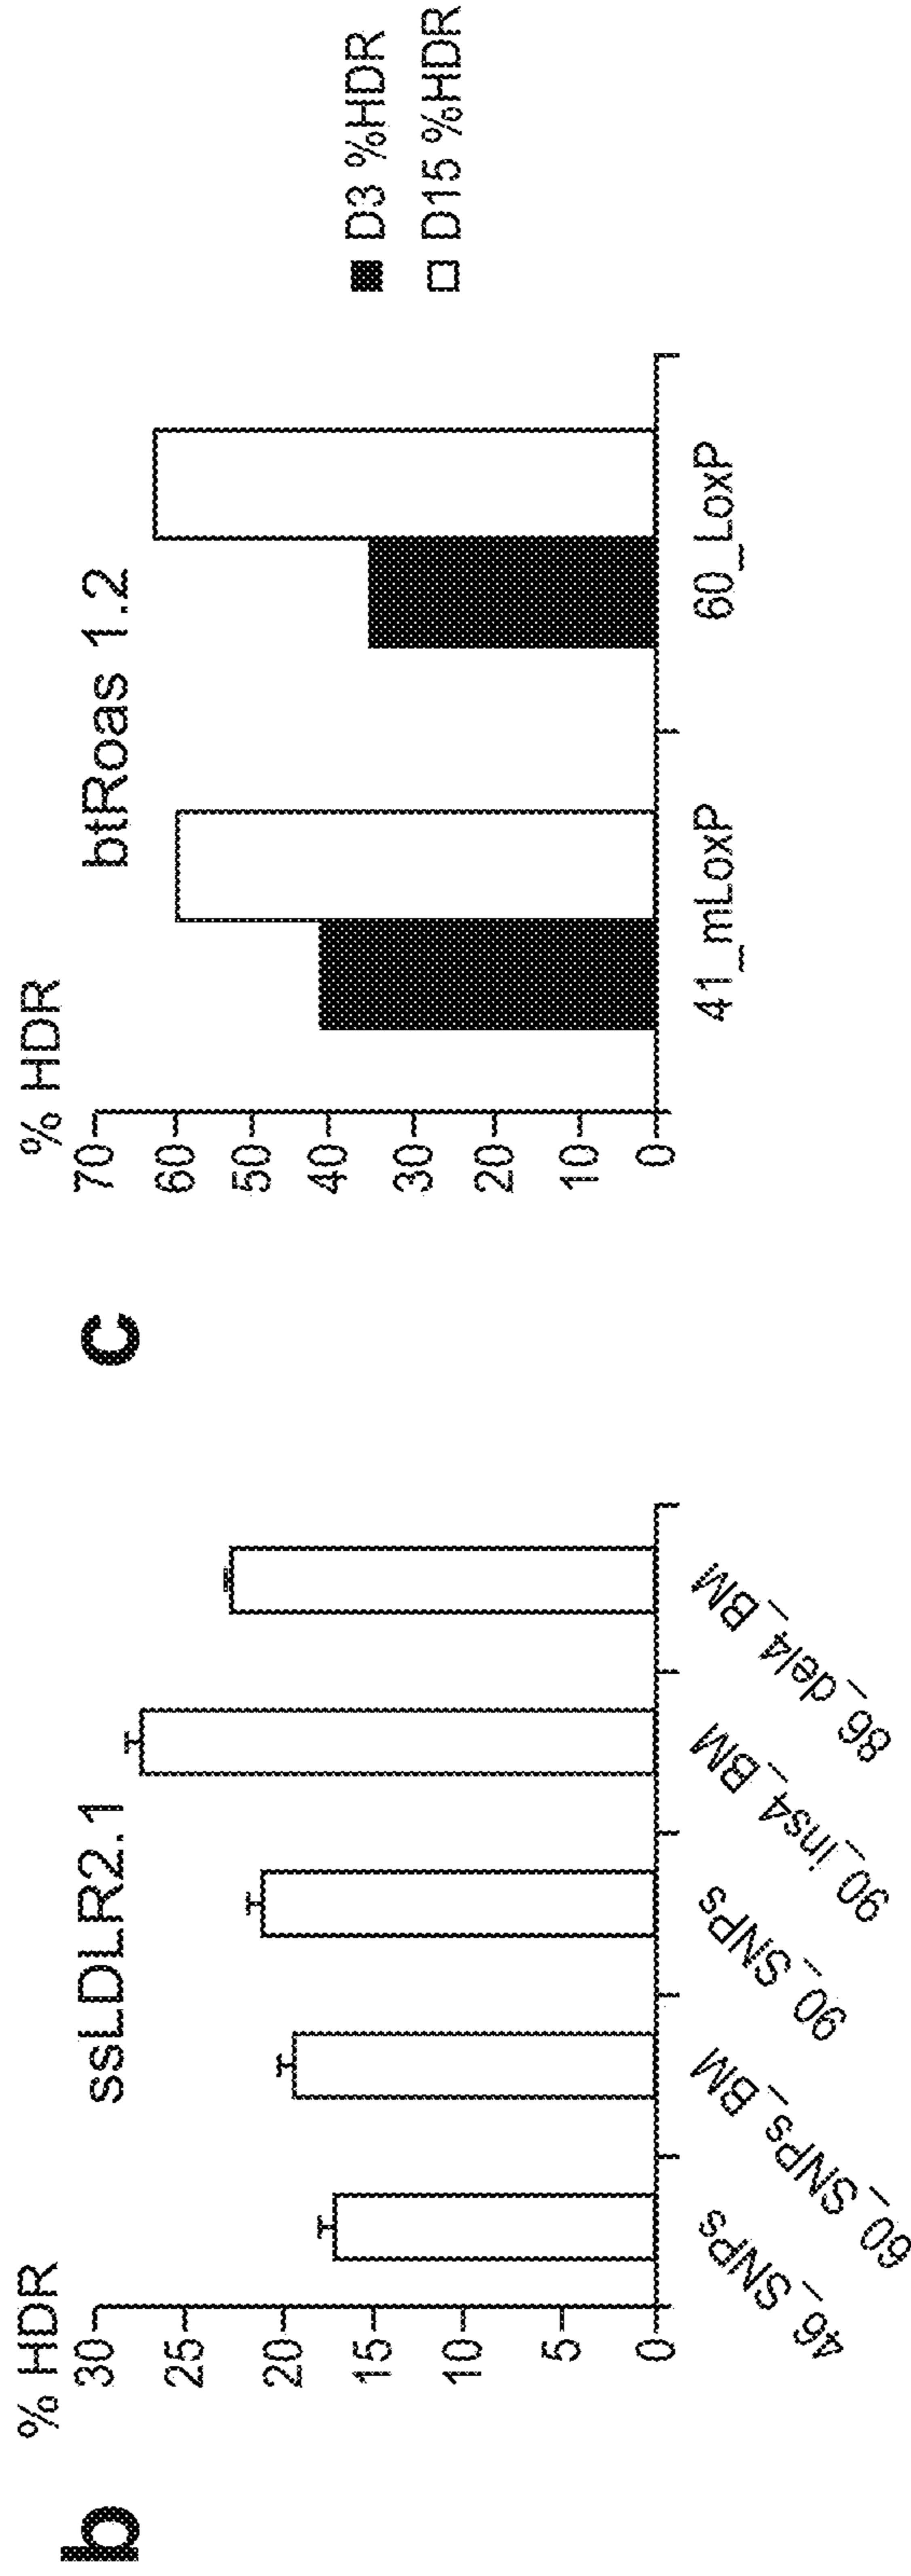 b
% HDR
ssLDLR2.1
30
25
20
15
10
5
0
46_SNPs
60_SNPs_BM
90_SNPs
90_ins4_BM
86_del4_BM
c
% HDR
btRoas 1.2
70
60
50
40
30
20
10
0
41_mLoxP
60_LoxP
D3 %HDR
D15 %HDR